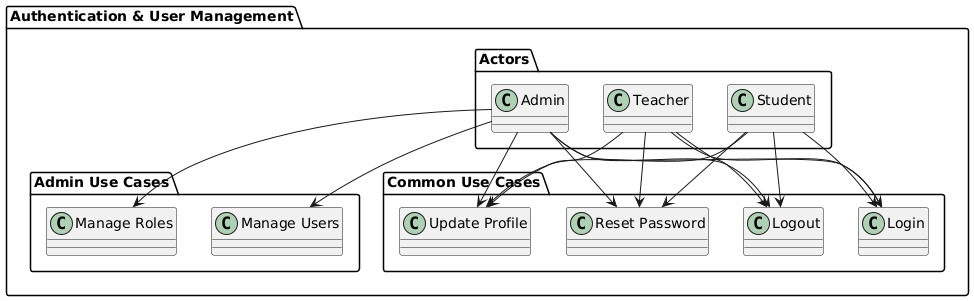 Authentication & User Management
Actors
C Admin
C Teacher
C Student
Admin Use Cases
C Manage Roles
C Manage Users
Common Use Cases
C Update Profile
C Reset Password
C Logout
C Login